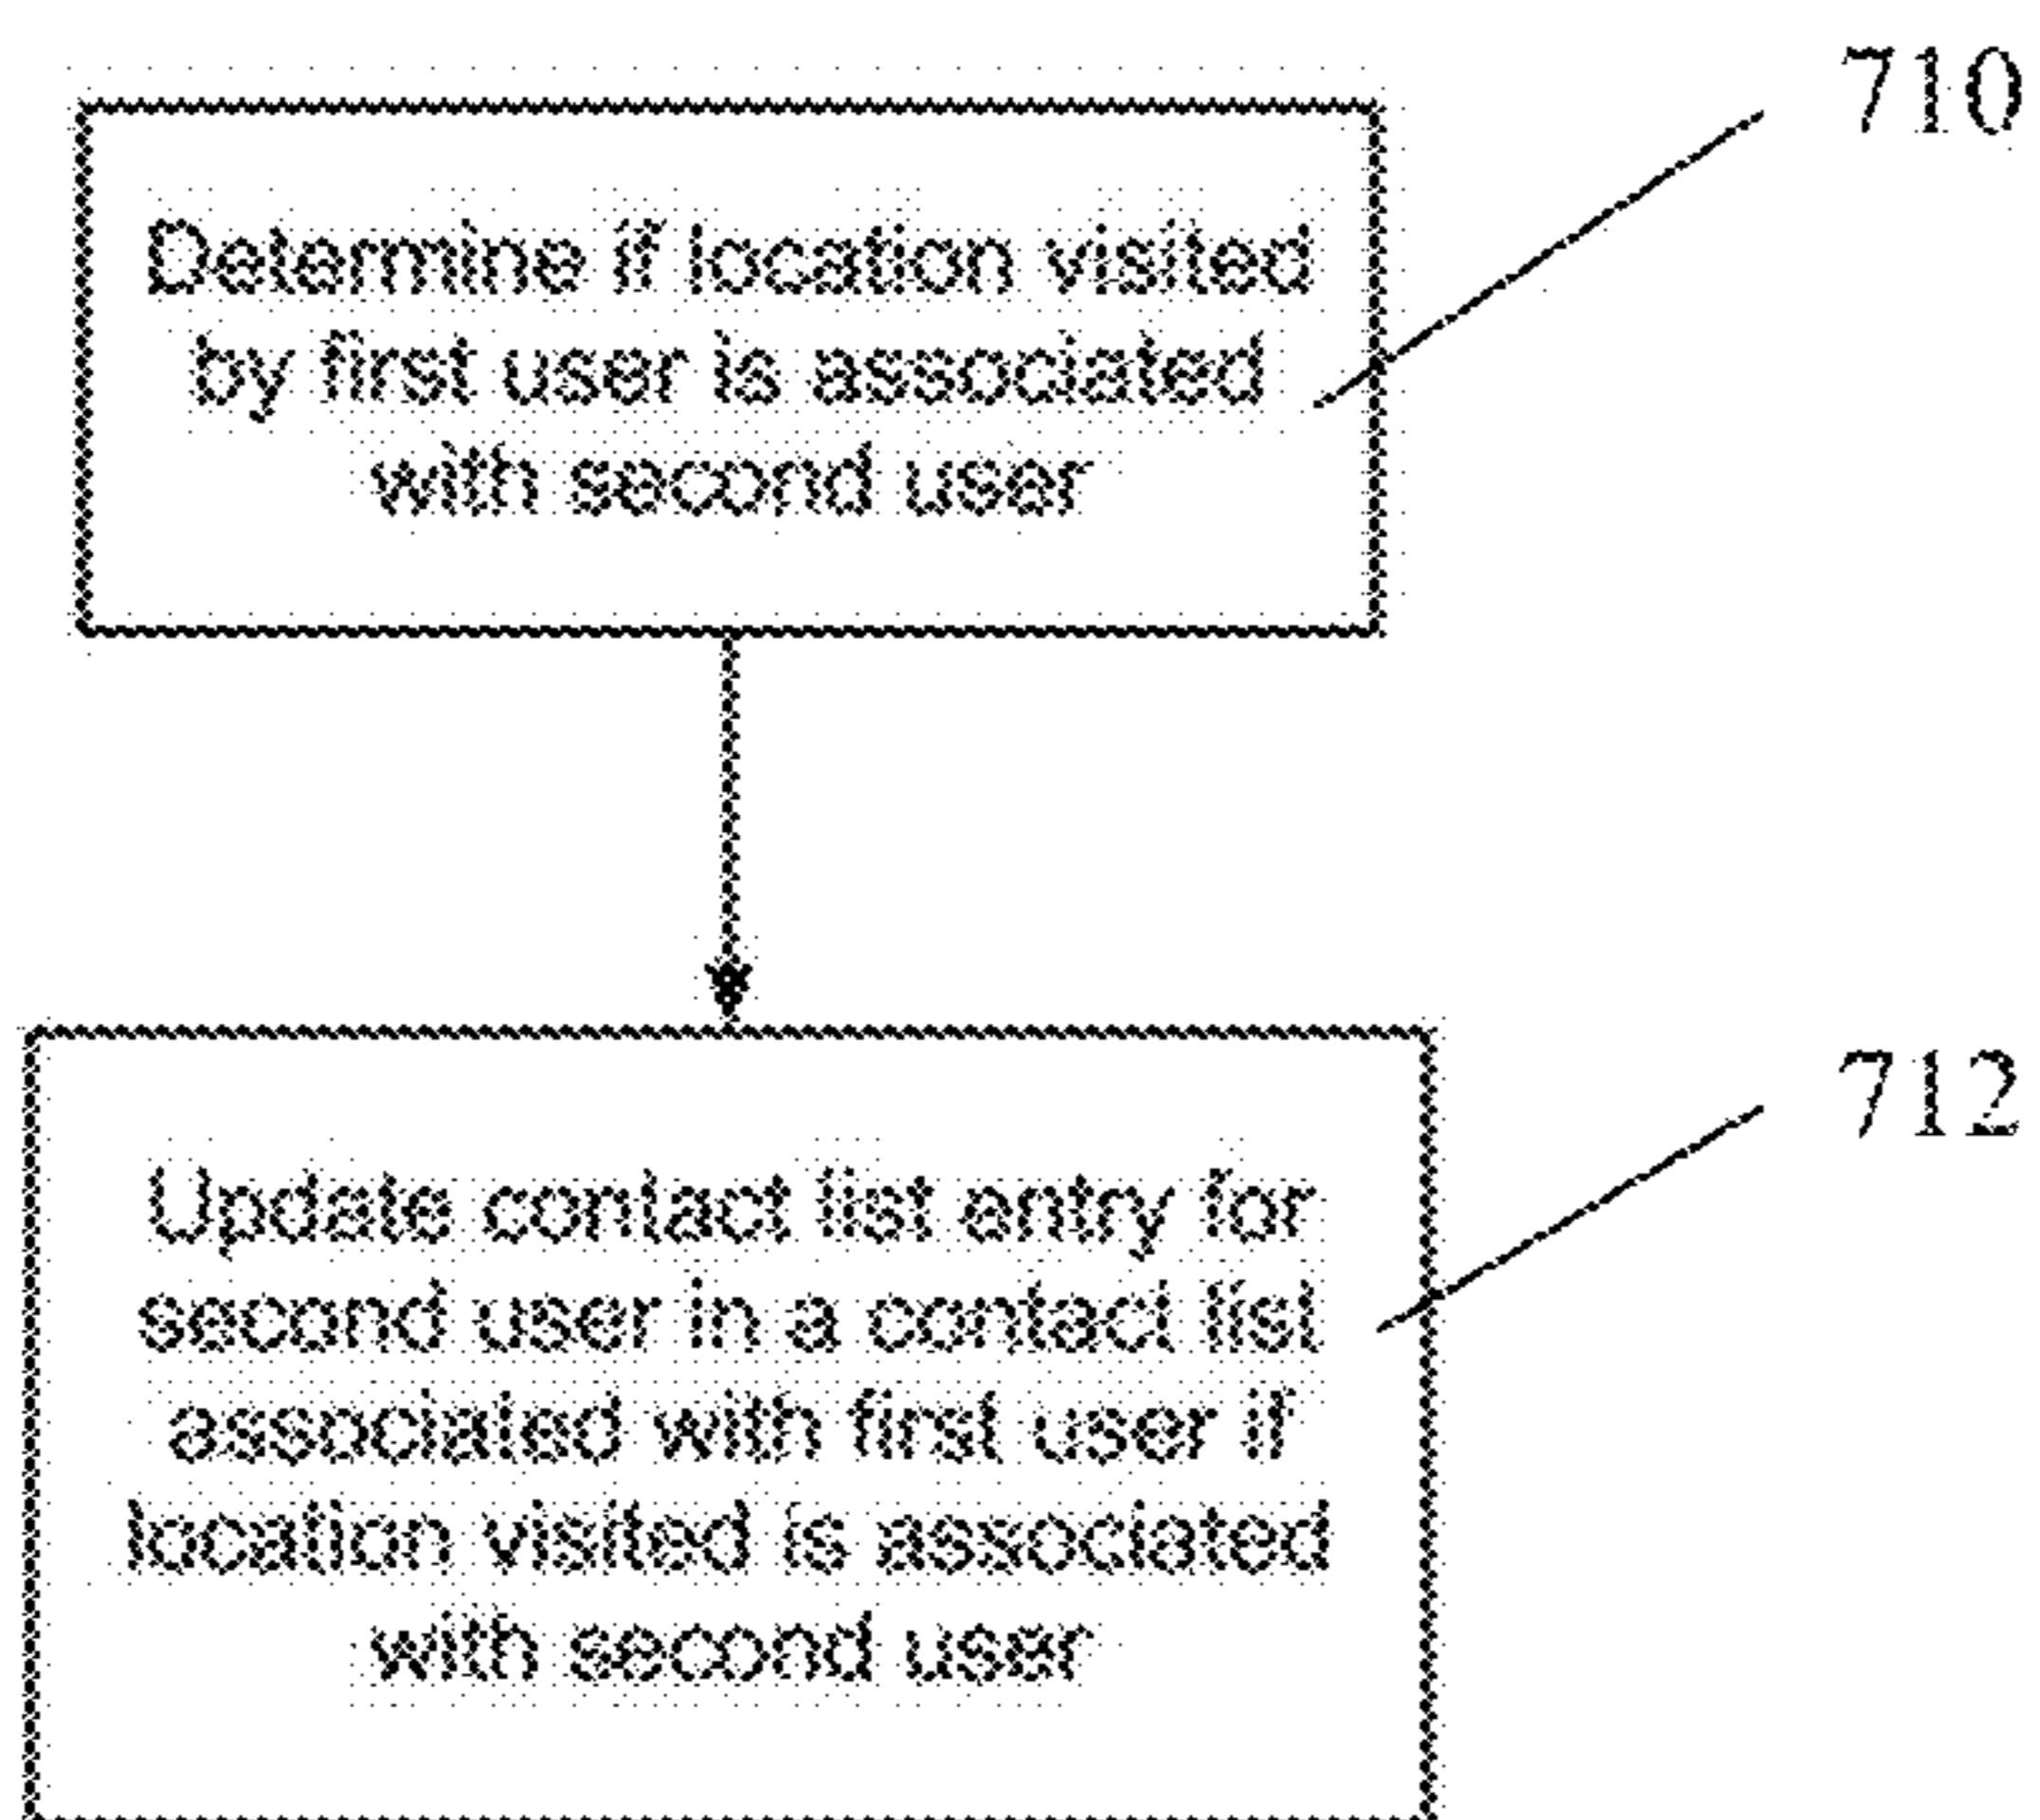 710
Determine if location visited
by first user is associated
with second user
712
Update contact list entry for
second user in a contact list
associated with first user if
location visited is associated
with second user